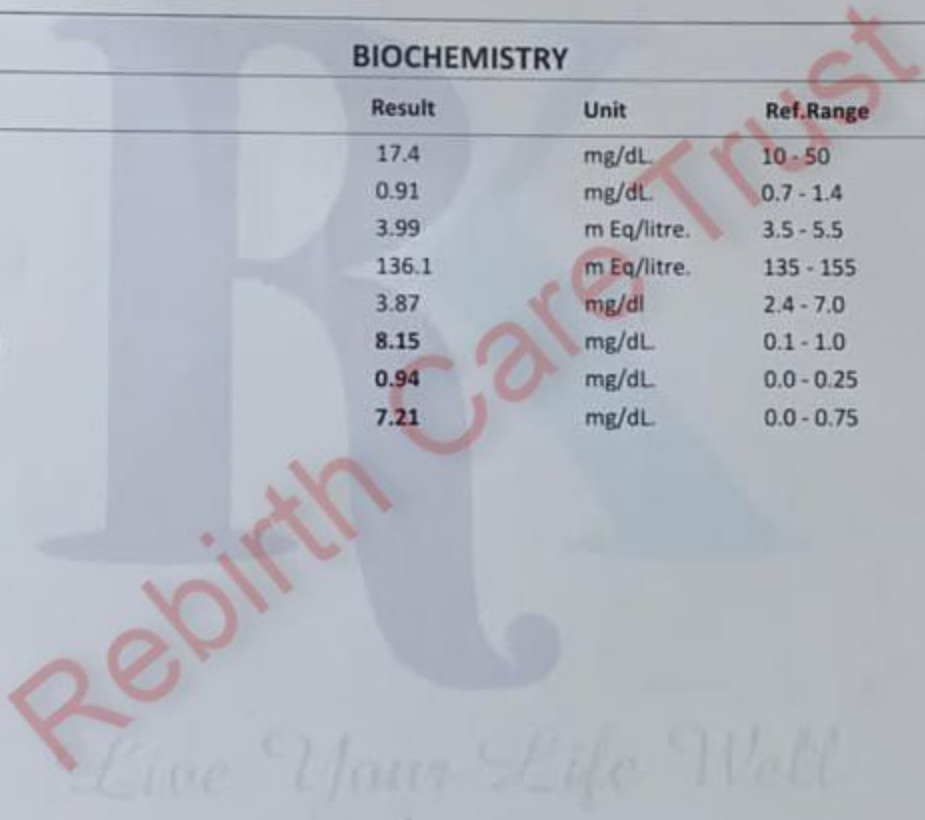 BIOCHEMISTRY
Result Unit Ref.Range
17.4 mg/dL. 10 - 50
0.91 mg/dL. 0.7 - 1.4
3.99 m Eq/litre. 3.5 - 5.5
136.1 m Eq/litre. 135 - 155
3.87 mg/dl 2.4 - 7.0
8.15 mg/dL. 0.1 - 1.0
0.94 mg/dL. 0.0 - 0.25
7.21 mg/dL. 0.0 - 0.75
Rebirth Care Trust
Live Your Life Well